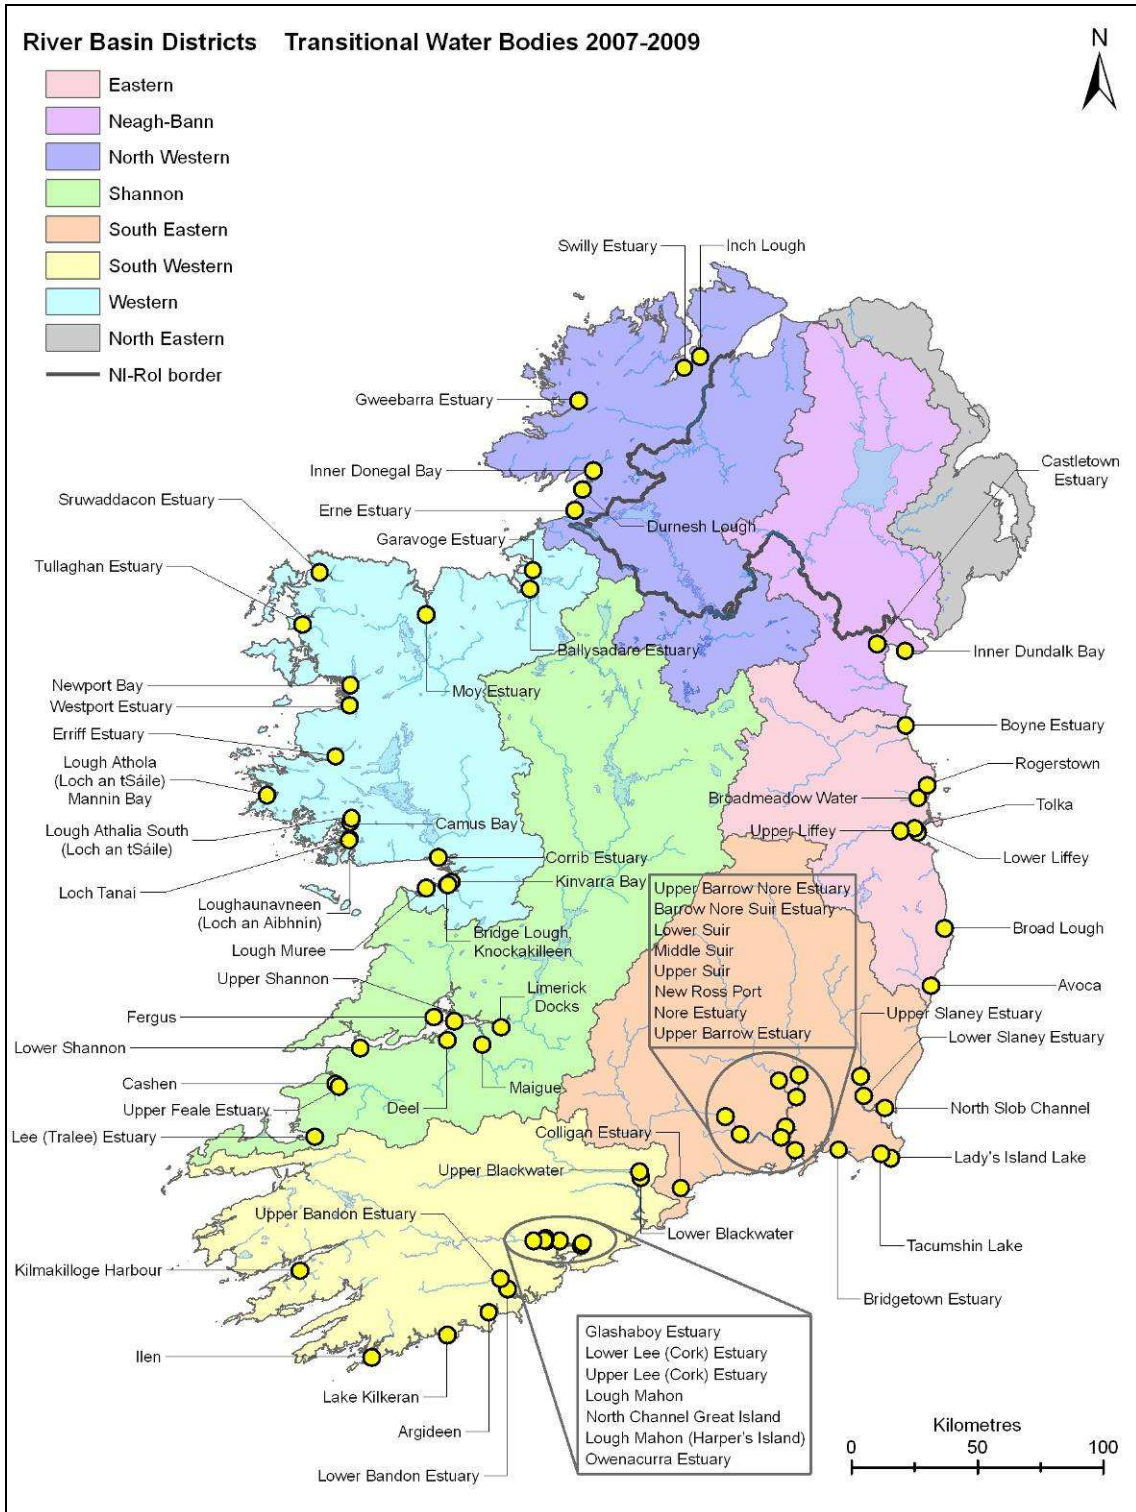 River Basin Districts Transitional Water Bodies 2007-2009
N
Eastern
Neagh-Bann
North Western
Shannon
South Eastern
South Western
Western
North Eastern
NI-RoI border
Swilly Estuary
Inch Lough
Gweebarra Estuary
Inner Donegal Bay
Castletown
Estuary
Sruwaddacon Estuary
Erne Estuary
Durnesh Lough
Garavoge Estuary
Tullaghan Estuary
Ballysadare Estuary
Inner Dundalk Bay
Newport Bay
Moy Estuary
Westport Estuary
Boyne Estuary
Erriff Estuary
Lough Athola
(Loch an tSáile)
Mannin Bay
Rogerstown
Broadmeadow Water
Tolka
Lough Athalia South
(Loch an tSáile)
Camus Bay
Upper Liffey
Lower Liffey
Corrib Estuary
Loch Tanai
Kinvarra Bay
Loughaunavneen
(Loch an Aibhnin)
Upper Barrow Nore Estuary
Barrow Nore Suir Estuary
Lower Suir
Middle Suir
Upper Suir
New Ross Port
Nore Estuary
Upper Barrow Estuary
Broad Lough
Bridge Lough,
Knockakilleen
Lough Muree
Upper Shannon
Limerick
Docks
Avoca
Fergus
Upper Slaney Estuary
Lower Slaney Estuary
Lower Shannon
Cashen
Maigue
Deel
Upper Feale Estuary
North Slob Channel
Lee (Tralee) Estuary
Colligan Estuary
Lady's Island Lake
Upper Blackwater
Upper Bandon Estuary
Lower Blackwater
Tacumshin Lake
Kilmakilloge Harbour
Bridgetown Estuary
Glashaboy Estuary
Lower Lee (Cork) Estuary
Upper Lee (Cork) Estuary
Lough Mahon
North Channel Great Island
Lough Mahon (Harper's Island)
Owenacurra Estuary
Ilen
Lake Kilkeran
Argideen
Lower Bandon Estuary
Kilometres
0 50 100